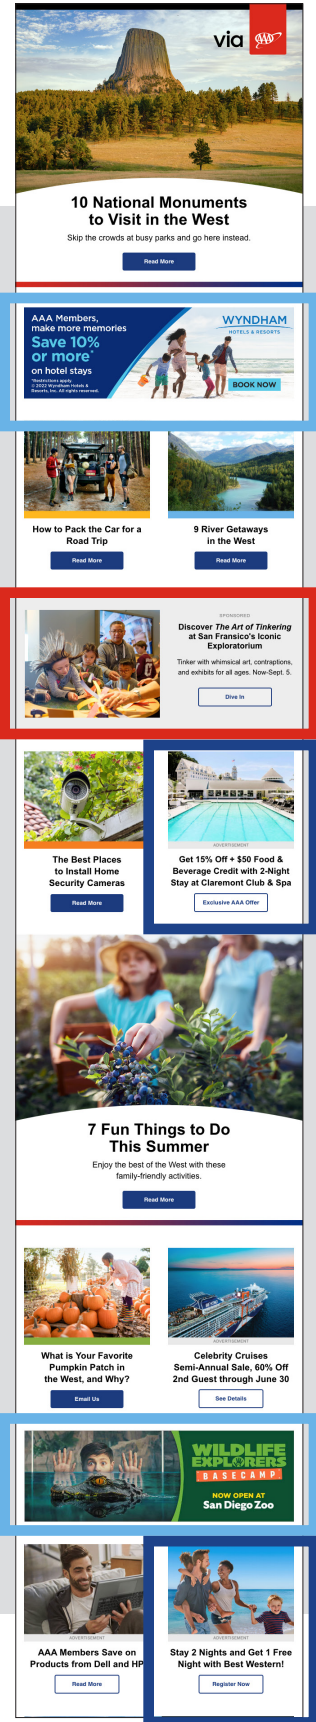 via AAA
10 National Monuments
to Visit in the West
Skip the crowds at busy parks and go here instead.
Read More
AAA Members,
make more memories
Save 10%
or more*
on hotel stays
*Restrictions apply.
© 2022 Wyndham Hotels &
Resorts, Inc. All rights reserved.
WYNDHAM
HOTELS & RESORTS
BOOK NOW
How to Pack the Car for a
Road Trip
Read More
9 River Getaways
in the West
Read More
SPONSORED
Discover The Art of Tinkering
at San Fransico's Iconic
Exploratorium
Tinker with whimsical art, contraptions,
and exhibits for all ages. Now-Sept. 5.
Dive In
The Best Places
to Install Home
Security Cameras
Read More
ADVERTISEMENT
Get 15% Off + $50 Food &
Beverage Credit with 2-Night
Stay at Claremont Club & Spa
Exclusive AAA Offer
7 Fun Things to Do
This Summer
Enjoy the best of the West with these
family-friendly activities.
Read More
What is Your Favorite
Pumpkin Patch in
the West, and Why?
Email Us
ADVERTISEMENT
Celebrity Cruises
Semi-Annual Sale, 60% Off
2nd Guest through June 30
See Details
WILDLIFE
EXPLORERS
BASECAMP
NOW OPEN AT
San Diego Zoo
ADVERTISEMENT
AAA Members Save on
Products from Dell and HP
Read More
ADVERTISEMENT
Stay 2 Nights and Get 1 Free
Night with Best Western!
Register Now